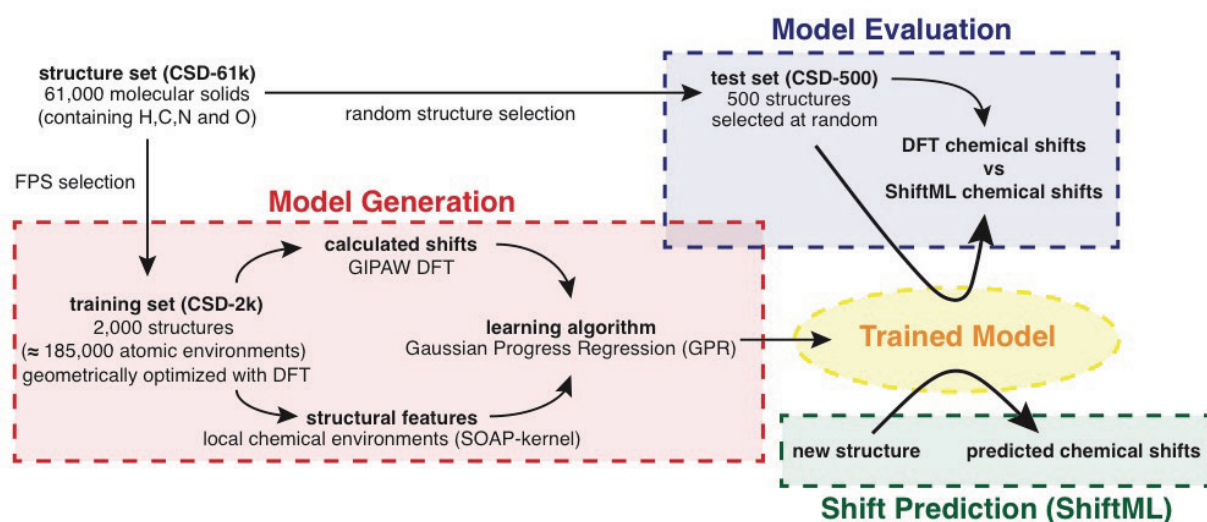 Model Evaluation
structure set (CSD-61k)
61,000 molecular solids
(containing H,C,N and O)
random structure selection
test set (CSD-500)
500 structures
selected at random
DFT chemical shifts
vs
ShiftML chemical shifts
FPS selection
Model Generation
calculated shifts
GIPAW DFT
training set (CSD-2k)
2,000 structures
(≈ 185,000 atomic environments)
geometrically optimized with DFT
learning algorithm
Gaussian Progress Regression (GPR)
structural features
local chemical environments (SOAP-kernel)
Trained Model
new structure
predicted chemical shifts
Shift Prediction (ShiftML)